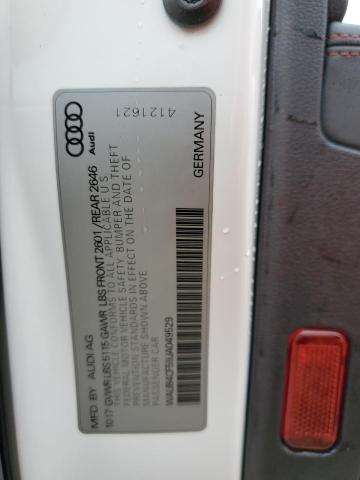 Audi
4121621
MFD. BY AUDI AG GERMANY
10 17 GVWR LBS 5115 GAWR LBS FRONT 2601/REAR 2646
THIS VEHICLE CONFORMS TO ALL APPLICABLE U S
FEDERAL MOTOR VEHICLE SAFETY, BUMPER AND THEFT
PREVENTION STANDARDS IN EFFECT ON THE DATE OF
MANUFACTURE SHOWN ABOVE
PASSENGER CAR